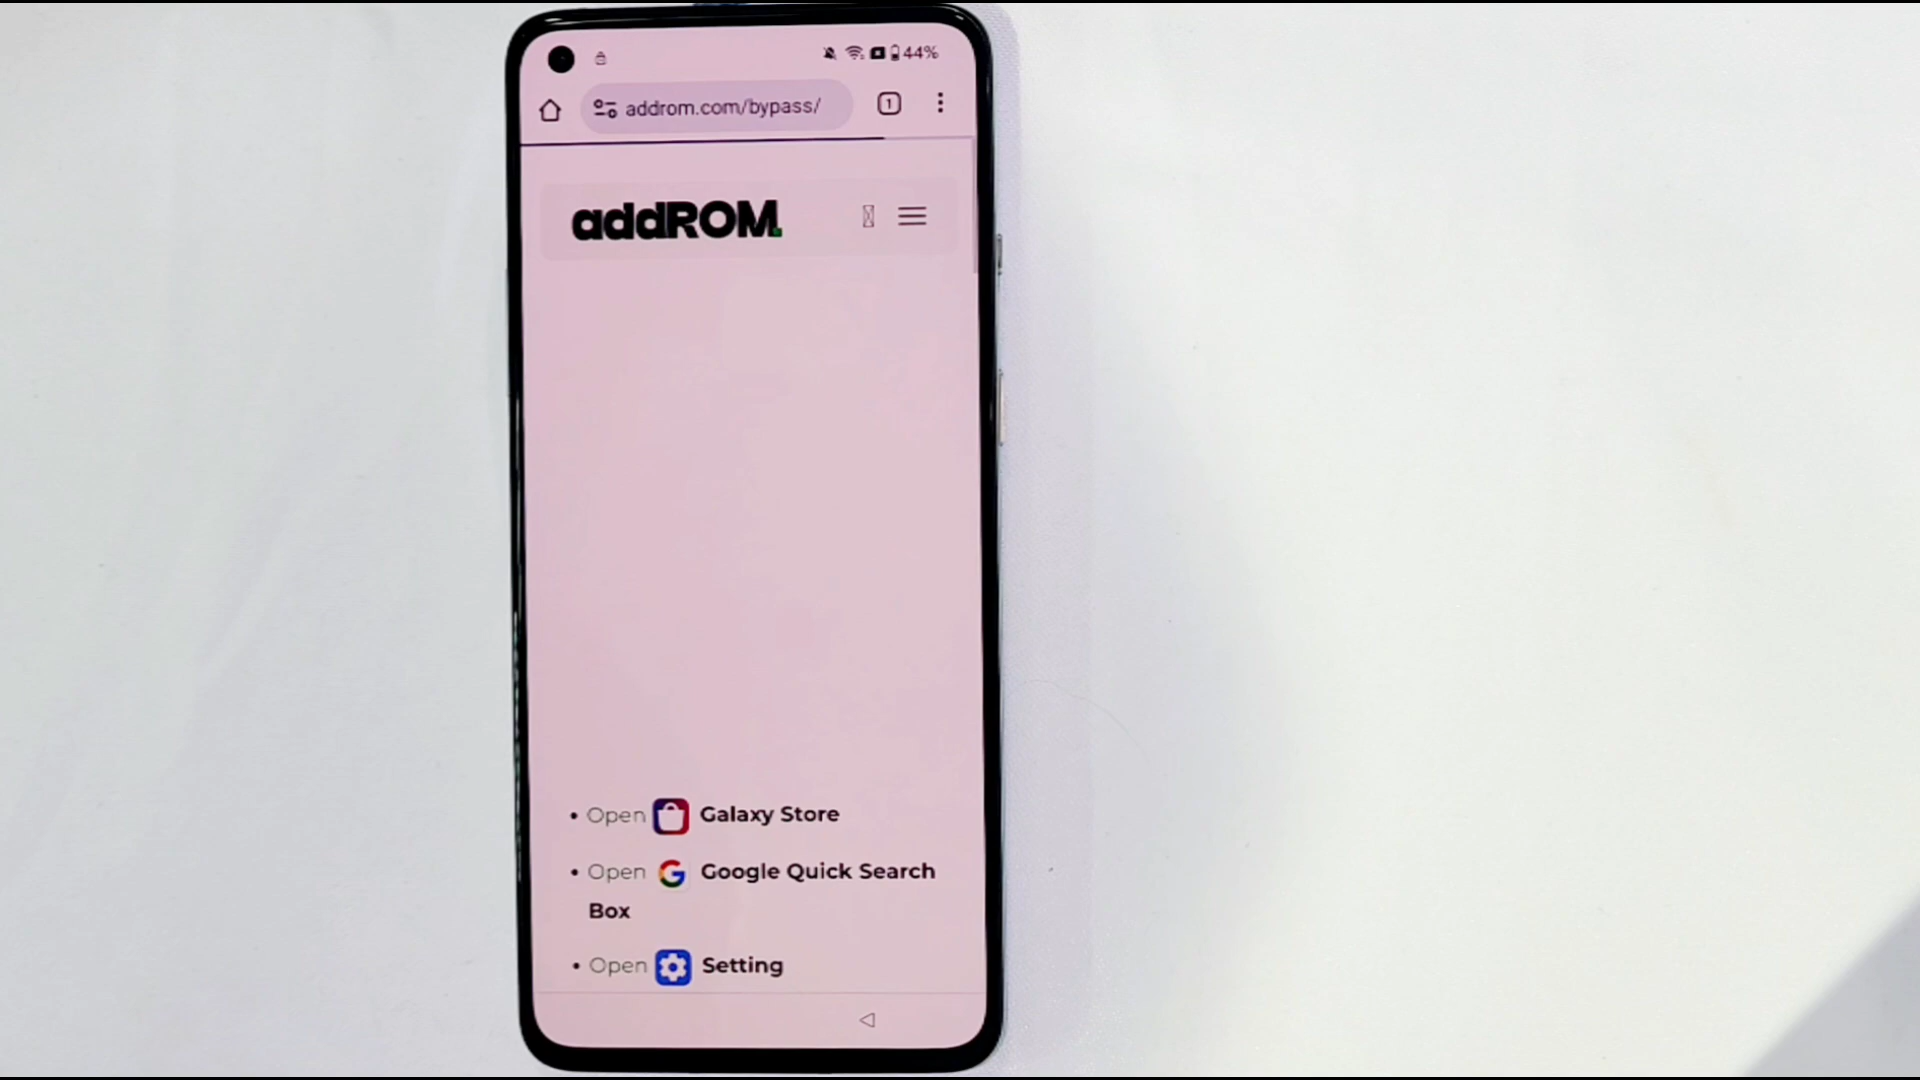 44%
addrom.com/bypass/
1
addROM.
• Open Galaxy Store
• Open Google Quick Search
Box
• Open Setting